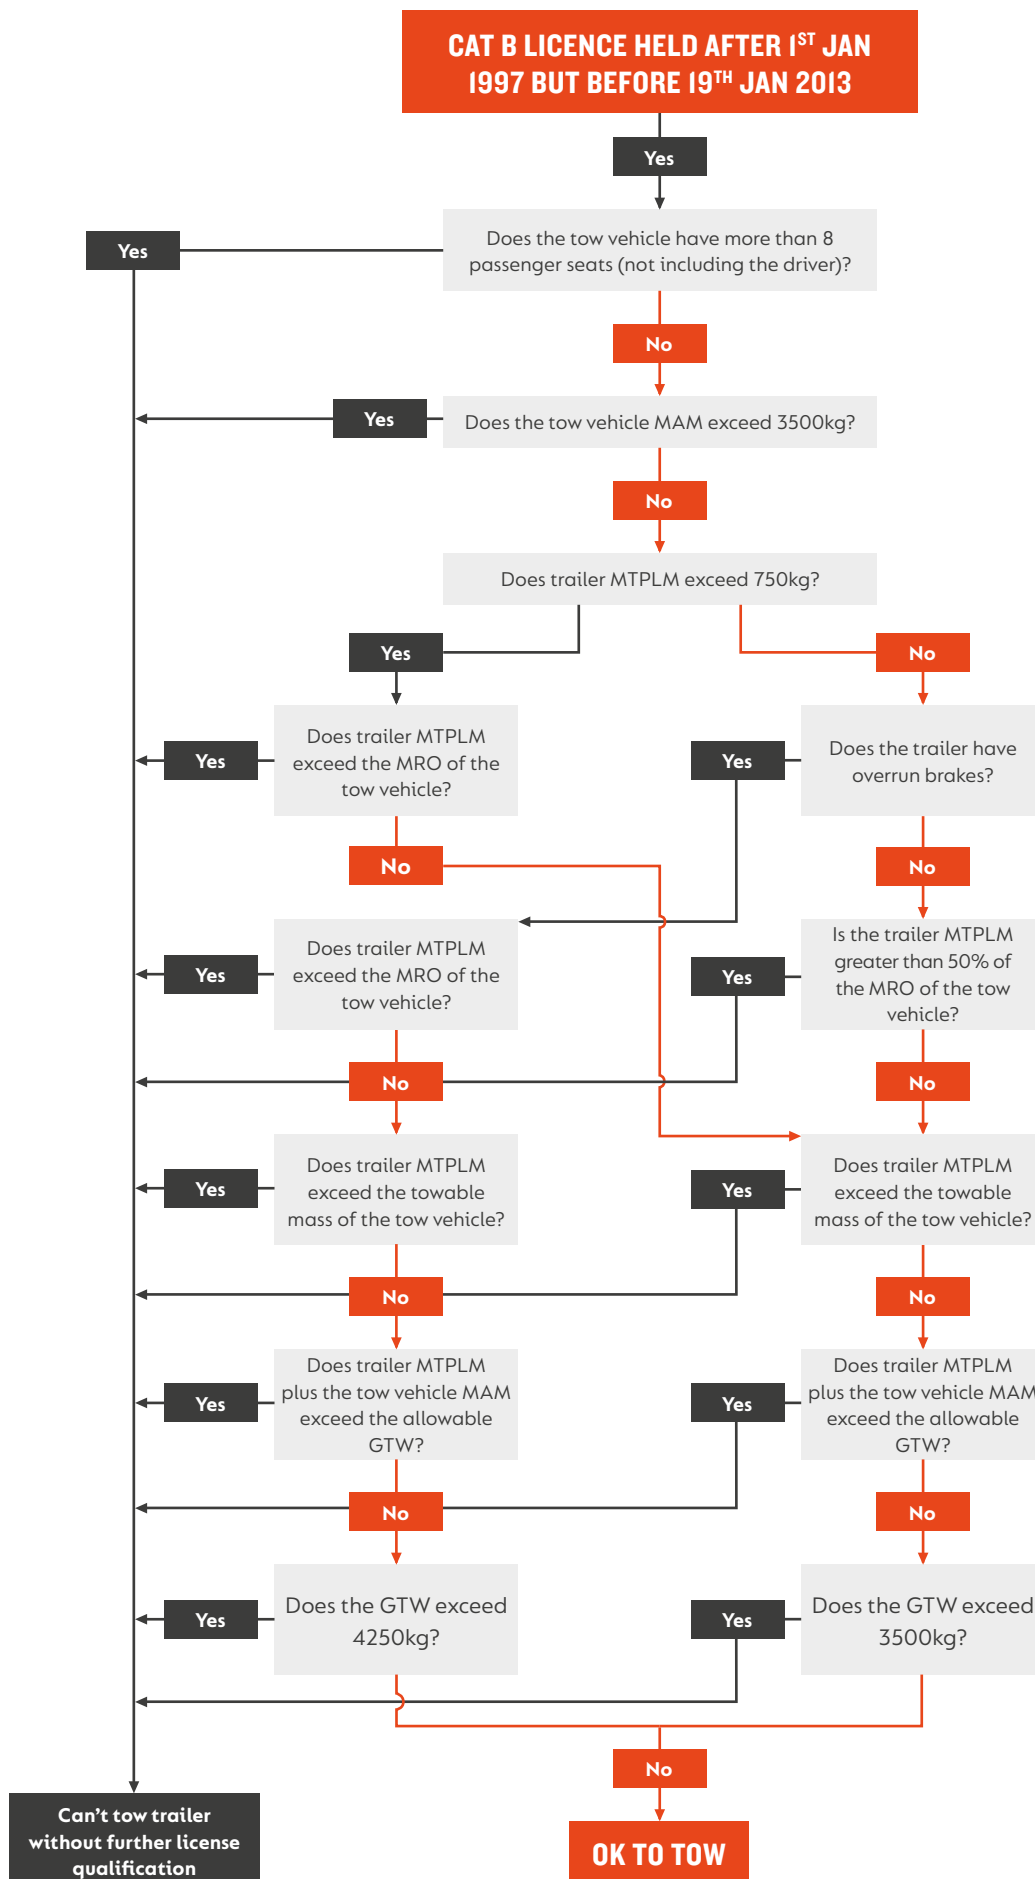 CAT B LICENCE HELD AFTER 1ST JAN
1997 BUT BEFORE 19TH JAN 2013
Yes
Does the tow vehicle have more than 8
passenger seats (not including the driver)?
Yes
No
Does the tow vehicle MAM exceed 3500kg?
Yes
No
Does trailer MTPLM exceed 750kg?
Yes
No
Does trailer MTPLM
exceed the MRO of the
tow vehicle?
Yes
Does the trailer have
overrun brakes?
Yes
No
No
Does trailer MTPLM
exceed the MRO of the
tow vehicle?
Yes
Is the trailer MTPLM
greater than 50% of
the MRO of the tow
vehicle?
Yes
No
No
Does trailer MTPLM
exceed the towable
mass of the tow vehicle?
Yes
Does trailer MTPLM
exceed the towable
mass of the tow vehicle?
Yes
No
No
Does trailer MTPLM
plus the tow vehicle MAM
exceed the allowable
GTW?
Yes
Does trailer MTPLM
plus the tow vehicle MAM
exceed the allowable
GTW?
Yes
No
No
Does the GTW exceed
4250kg?
Yes
Does the GTW exceed
3500kg?
Yes
No
Can't tow trailer
without further license
qualification
OK TO TOW